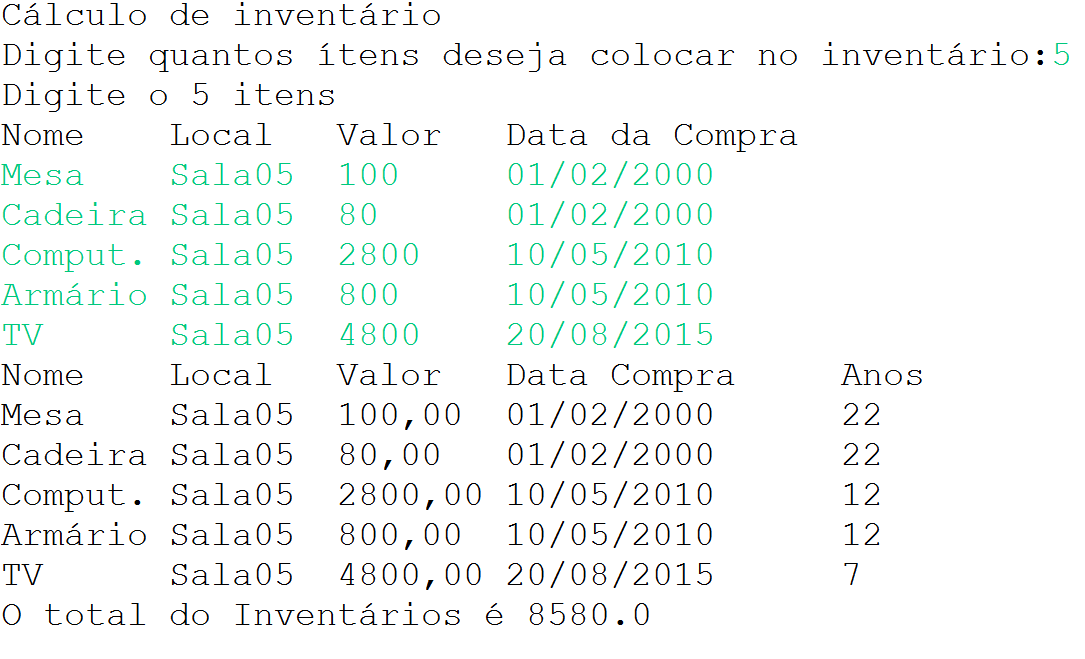 Cálculo de inventário
Digite quantos ítens deseja colocar no inventário:5
Digite o 5 itens
Nome Local Valor Data da Compra
Mesa Sala05 100 01/02/2000
Cadeira Sala05 80 01/02/2000
Comput. Sala05 2800 10/05/2010
Armário Sala05 800 10/05/2010
TV Sala05 4800 20/08/2015
Nome Local Valor Data Compra Anos
Mesa Sala05 100,00 01/02/2000 22
Cadeira Sala05 80,00 01/02/2000 22
Comput. Sala05 2800,00 10/05/2010 12
Armário Sala05 800,00 10/05/2010 12
TV Sala05 4800,00 20/08/2015 7
O total do Inventários é 8580.0